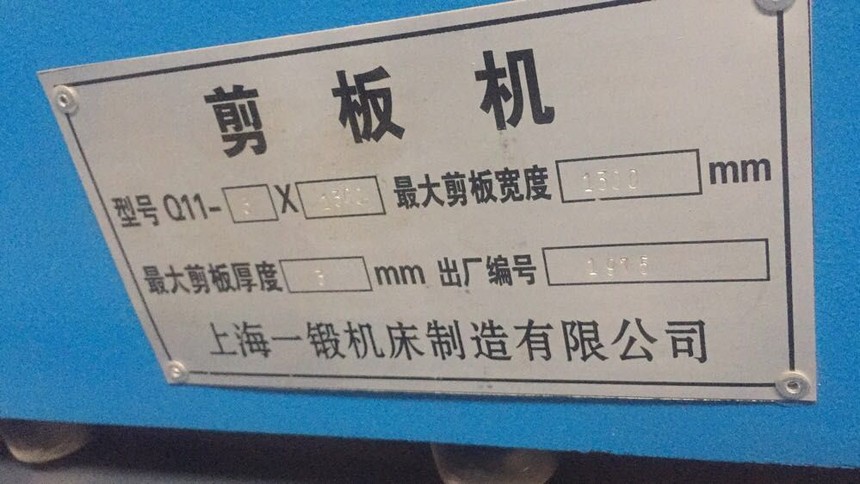 剪板机
型号 Q11- X 最大剪板宽度 1300 mm
最大剪板厚度 mm 出厂编号
上海一锻机床制造有限公司